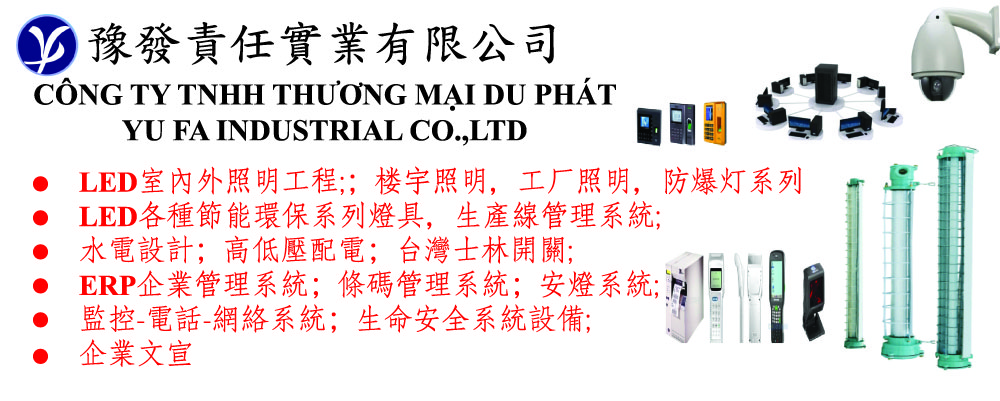 豫發責任實業有限公司
CÔNG TY TNHH THƯƠNG MẠI DU PHÁT
YU FA INDUSTRIAL CO.,LTD
LED室內外照明工程;；楼宇照明，工厂照明，防爆灯系列
LED各種節能環保系列燈具，生產線管理系統;
水電設計；高低壓配電；台灣士林開關;
ERP企業管理系統；條碼管理系統；安燈系統;
監控-電話-網絡系統；生命安全系統設備;
企業文宣